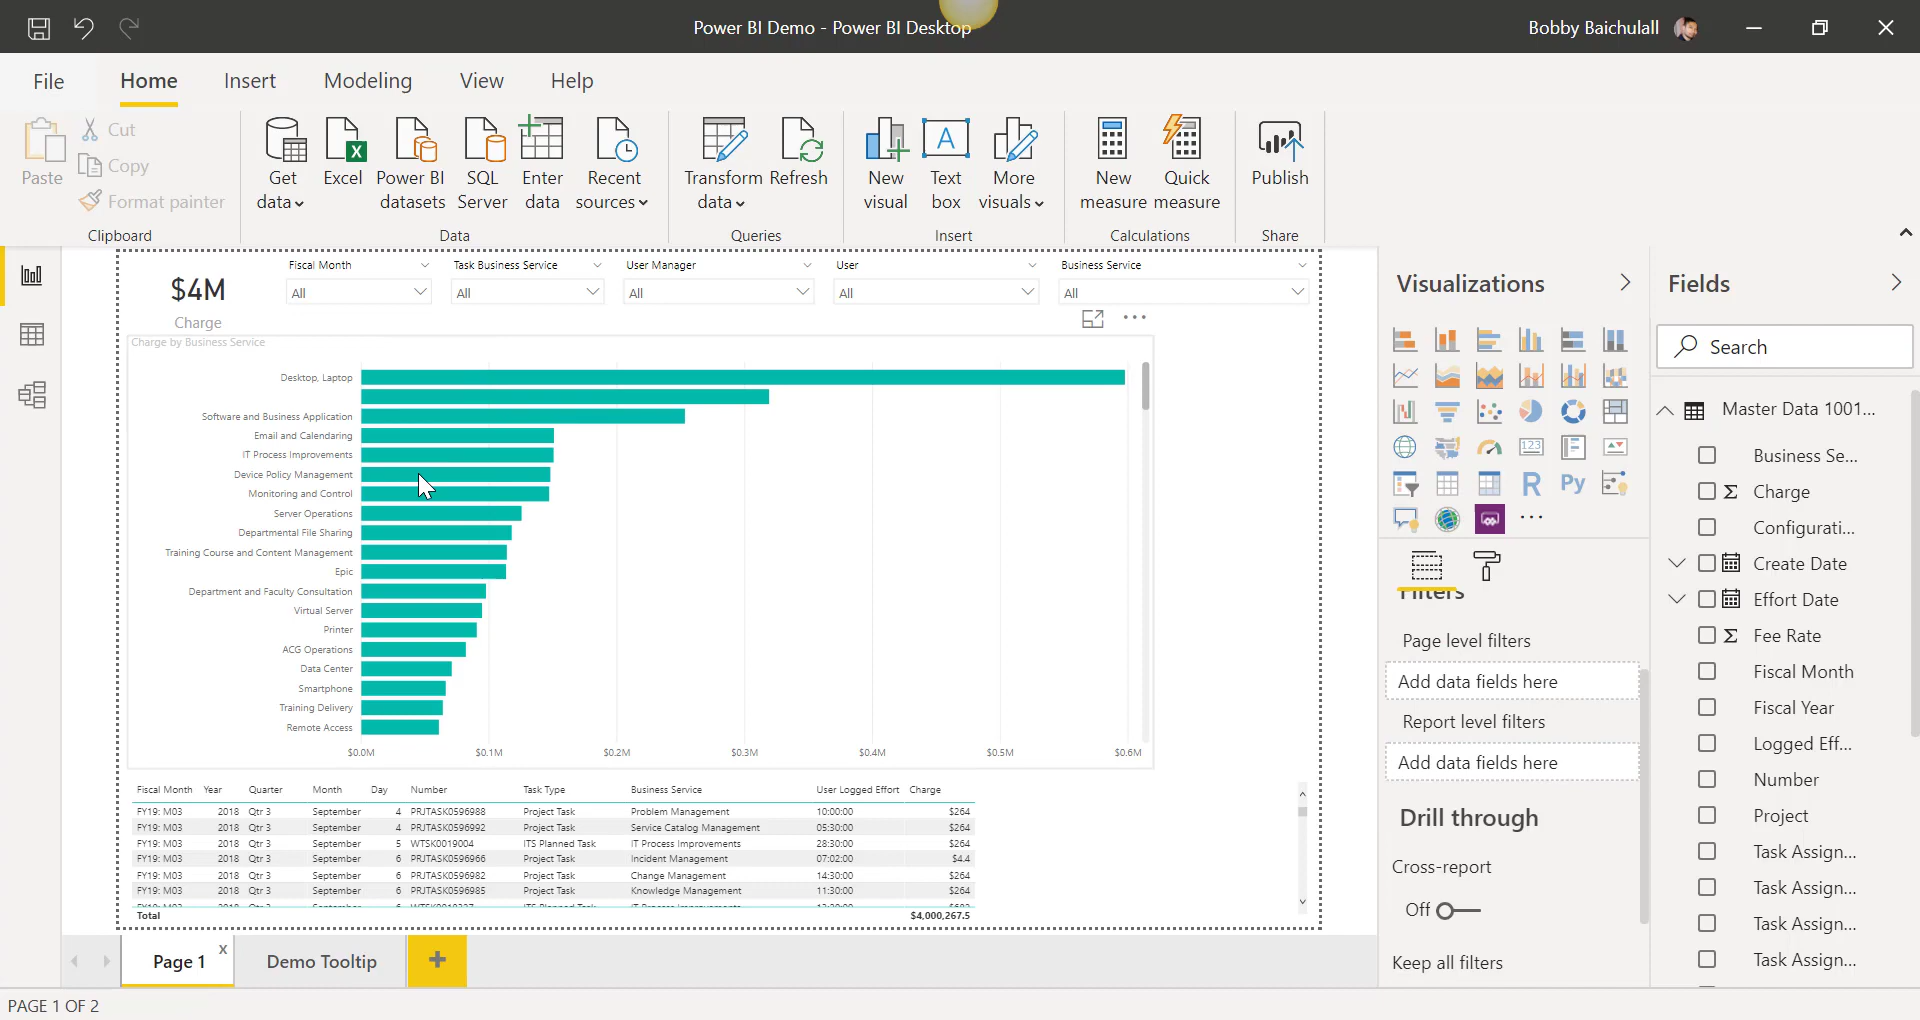 Power BI Demo - Power BI Desktop
Bobby Baichulall
File
Home
Insert
Modeling
View
Help
Paste
Cut
Copy
Format painter
Clipboard
Get data
Excel
Power BI datasets
SQL Server
Enter data
Recent sources
Data
Transform data
Refresh
Queries
New visual
Text box
More visuals
Insert
New measure
Quick measure
Calculations
Publish
Share
$4M
Charge
Fiscal Month
All
Task Business Service
All
User Manager
All
User
All
Business Service
All
Charge by Business Service
Desktop, Laptop
Software and Business Application
Email and Calendaring
IT Process Improvements
Device Policy Management
Monitoring and Control
Server Operations
Departmental File Sharing
Training Course and Content Management
Epic
Department and Faculty Consultation
Virtual Server
Printer
ACG Operations
Data Center
Smartphone
Training Delivery
Remote Access
$0.0M $0.1M $0.2M $0.3M $0.4M $0.5M $0.6M
Fiscal Month Year Quarter Month Day Number Task Type Business Service User Logged Effort Charge
FY19: M03 2018 Qtr 3 September 4 PRJTASK0596988 Project Task Problem Management 10:00:00 $264
FY19: M03 2018 Qtr 3 September 4 PRJTASK0596992 Project Task Service Catalog Management 05:30:00 $264
FY19: M03 2018 Qtr 3 September 5 WTSK0019004 ITS Planned Task IT Process Improvements 28:30:00 $264
FY19: M03 2018 Qtr 3 September 6 PRJTASK0596966 Project Task Incident Management 07:02:00 $4.4
FY19: M03 2018 Qtr 3 September 6 PRJTASK0596982 Project Task Change Management 14:30:00 $264
FY19: M03 2018 Qtr 3 September 6 PRJTASK0596985 Project Task Knowledge Management 11:30:00 $264
Total $4,000,267.5
Page 1 x
Demo Tooltip
+
PAGE 1 OF 2
Visualizations
123
R
Py
Filters
Page level filters
Add data fields here
Report level filters
Add data fields here
Drill through
Cross-report
Off
Keep all filters
Fields
Search
Master Data 1001...
Business Se...
Charge
Configurati...
Create Date
Effort Date
Fee Rate
Fiscal Month
Fiscal Year
Logged Eff...
Number
Project
Task Assign...
Task Assign...
Task Assign...
Task Assign...